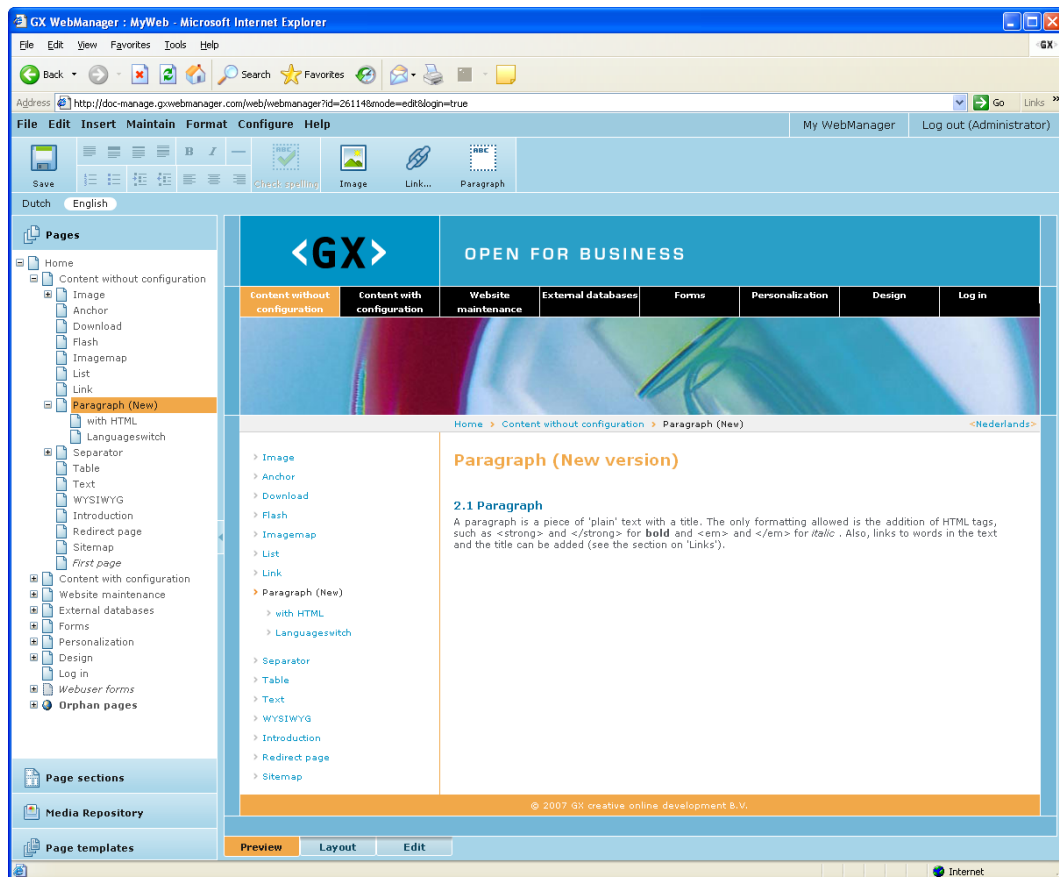 GX WebManager : MyWeb - Microsoft Internet Explorer
File Edit View Favorites Tools Help
<GX>
Back Search Favorites
Address http://doc-manage.gxwebmanager.com/web/webmanager?id=26114&mode=edit&login=true Go Links »
File Edit Insert Maintain Format Configure Help My WebManager Log out (Administrator)
B I ABC ABC
Save Check spelling Image Link... Paragraph
Dutch English
Pages
Home
Content without configuration
Image
Anchor
Download
Flash
Imagemap
List
Link
Paragraph (New)
with HTML
Languageswitch
Separator
Table
Text
WYSIWYG
Introduction
Redirect page
Sitemap
First page
Content with configuration
Website maintenance
External databases
Forms
Personalization
Design
Log in
Webuser forms
Orphan pages
Page sections
Media Repository
Page templates
<GX> OPEN FOR BUSINESS
Content without configuration
Content with configuration
Website maintenance
External databases
Forms
Personalization
Design
Log in
Home > Content without configuration > Paragraph (New) <Nederlands>
> Image
> Anchor
> Download
> Flash
> Imagemap
> List
> Link
> Paragraph (New)
> with HTML
> Languageswitch
> Separator
> Table
> Text
> WYSIWYG
> Introduction
> Redirect page
> Sitemap
Paragraph (New version)
2.1 Paragraph
A paragraph is a piece of 'plain' text with a title. The only formatting allowed is the addition of HTML tags,
such as <strong> and </strong> for bold and <em> and </em> for italic . Also, links to words in the text
and the title can be added (see the section on 'Links').
© 2007 GX creative online development B.V.
Preview Layout Edit
Internet